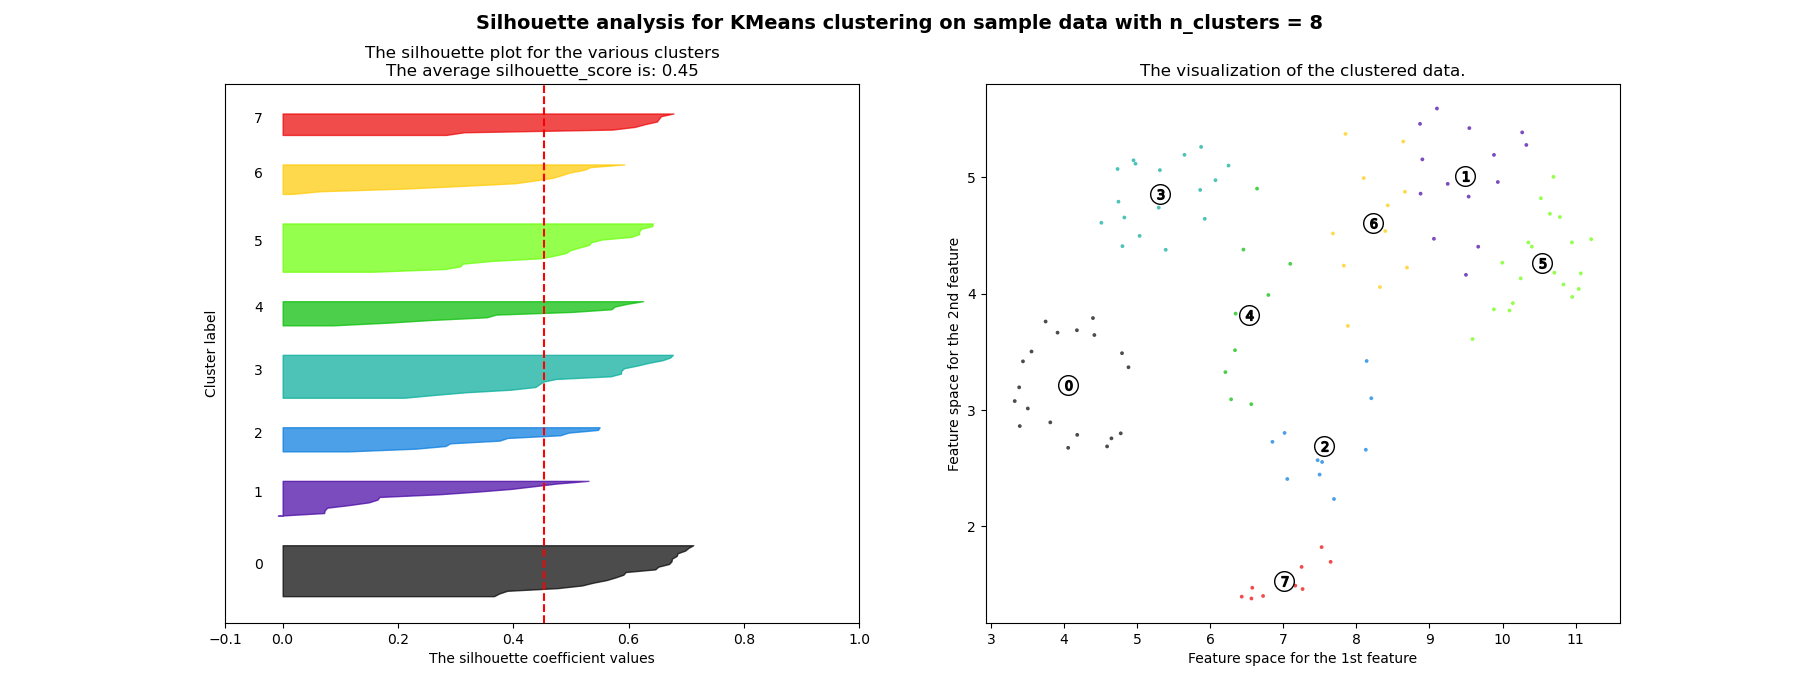 Silhouette analysis for KMeans clustering on sample data with n_clusters = 8
The silhouette plot for the various clusters
The average silhouette_score is: 0.45
7
6
5
4
3
2
1
0
Cluster label
−0.1 0.0 0.2 0.4 0.6 0.8 1.0
The silhouette coefficient values
The visualization of the clustered data.
5
4
3
2
Feature space for the 2nd feature
1
3
6
5
4
0
2
7
3 4 5 6 7 8 9 10 11
Feature space for the 1st feature